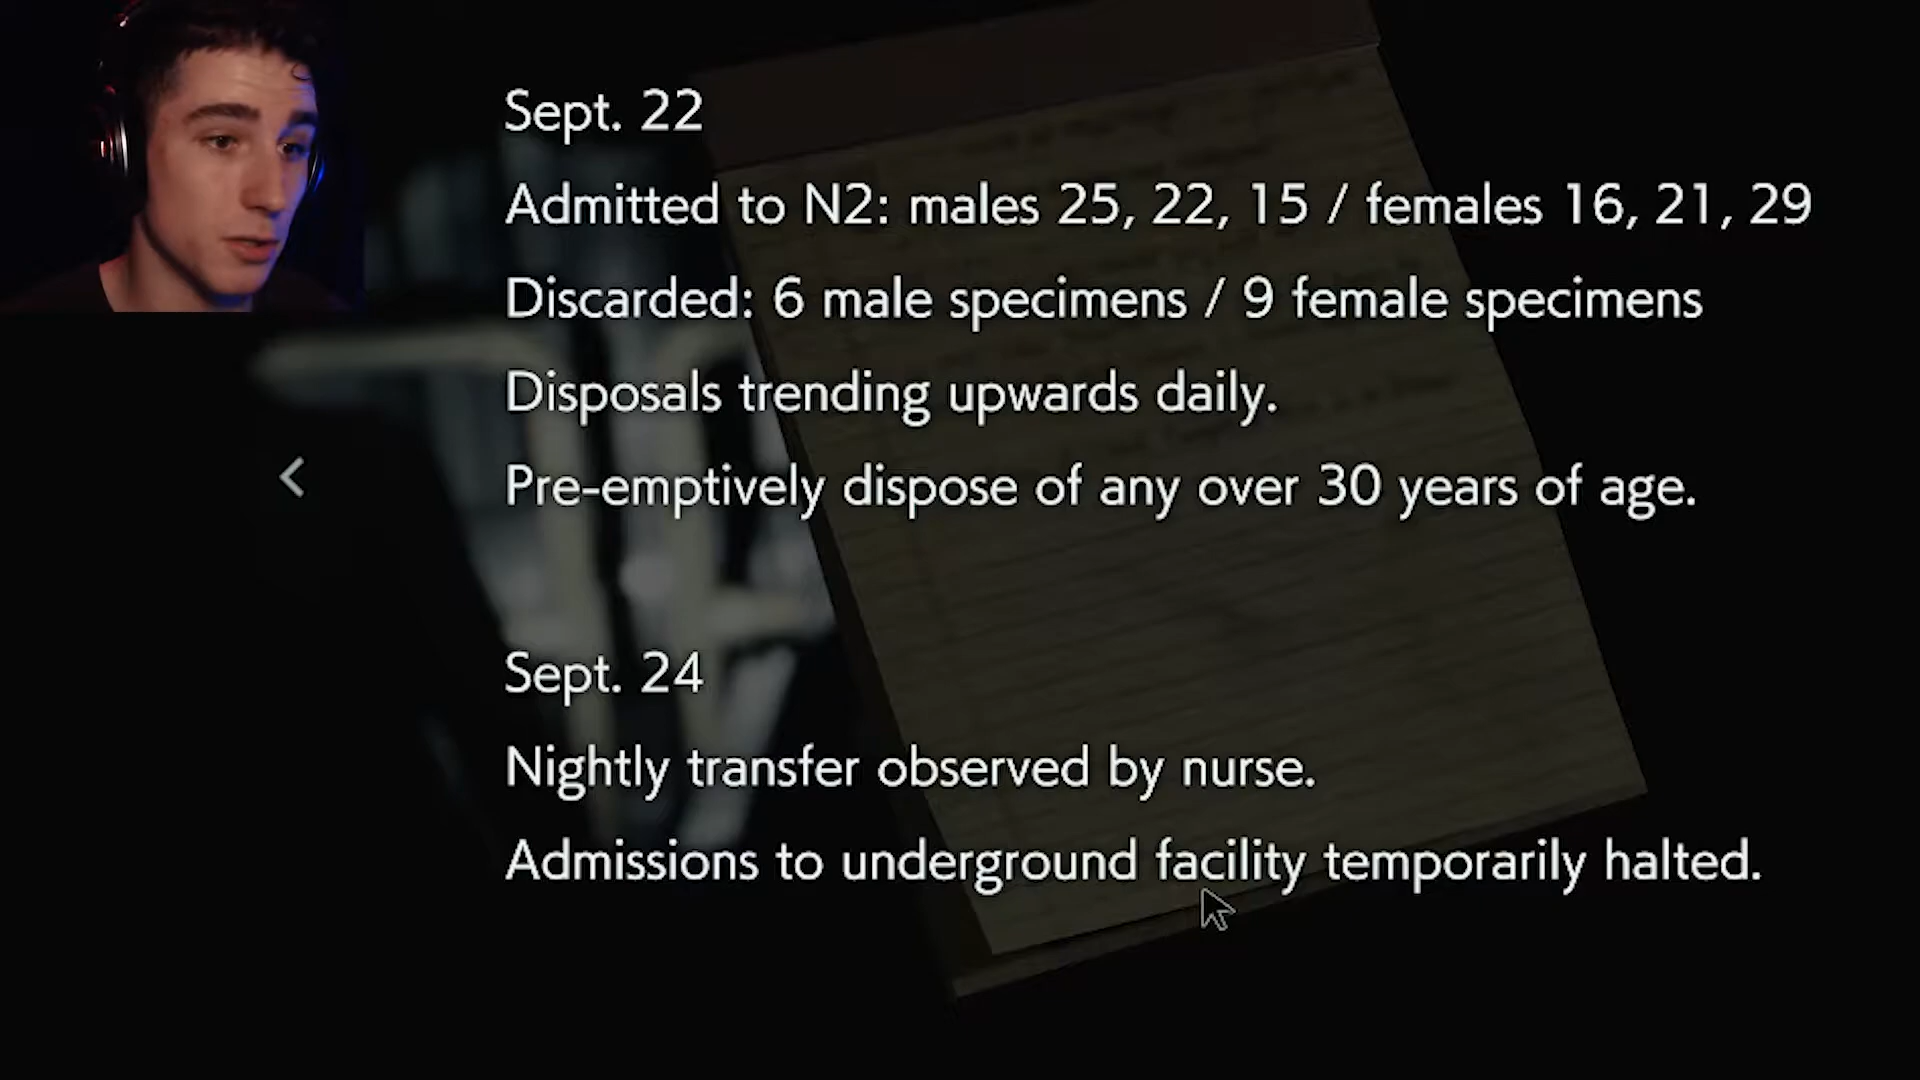 Sept. 22
Admitted to N2: males 25, 22, 15 / females 16, 21, 29
Discarded: 6 male specimens / 9 female specimens
Disposals trending upwards daily.
Pre-emptively dispose of any over 30 years of age.
Sept. 24
Nightly transfer observed by nurse.
Admissions to underground facility temporarily halted.